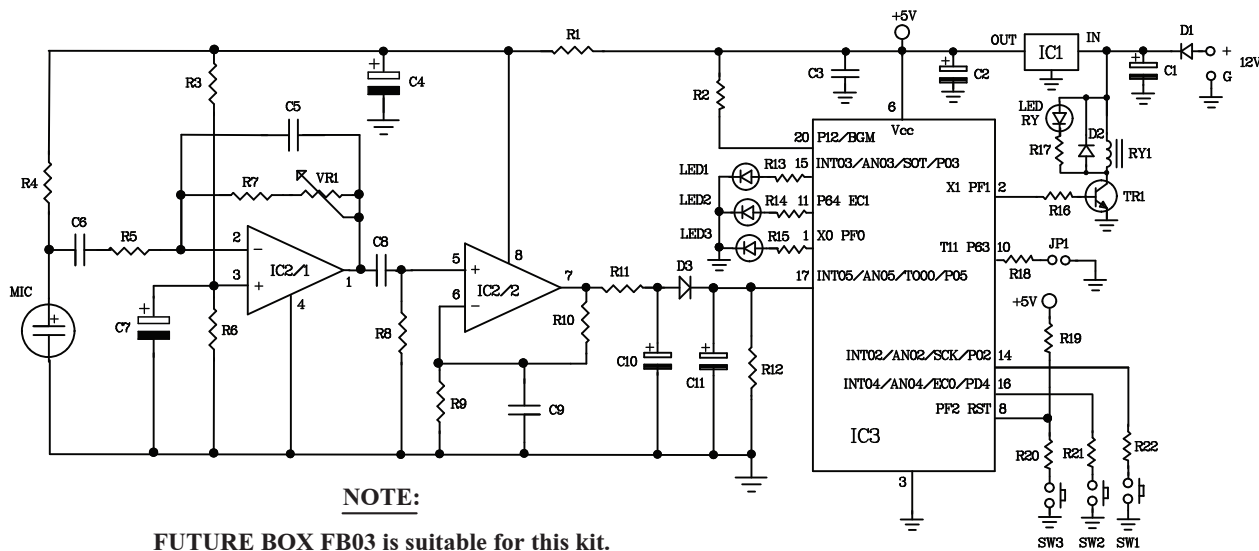 +5V
R1
OUT
IC1
IN
D1
+
12V
G
R3
C4
C3
C2
C1
R2
6
Vcc
LED
RY
D2
R17
RY1
C5
20
P12/BGM
R4
R7
VR1
LED1
R13
15
INT03/AN03/SOT/P03
X1 PF1
2
R16
TR1
LED2
R14
11
P64 EC1
C6
R5
2
−
LED3
R15
1
X0 PF0
IC2/1
C8
8
T11 P63
10
R18
JP1
3
+
1
5
+
7
R11
D3
17
INT05/AN05/TO00/P05
MIC
+
4
IC2/2
6
−
+5V
C7
R6
R8
R10
R19
C10
C11
R12
INT02/AN02/SCK/P02
14
INT04/AN04/EC0/PD4
16
R9
C9
PF2 RST
8
IC3
R20
R21
R22
3
SW3
SW2
SW1
NOTE:
FUTURE BOX FB03 is suitable for this kit.